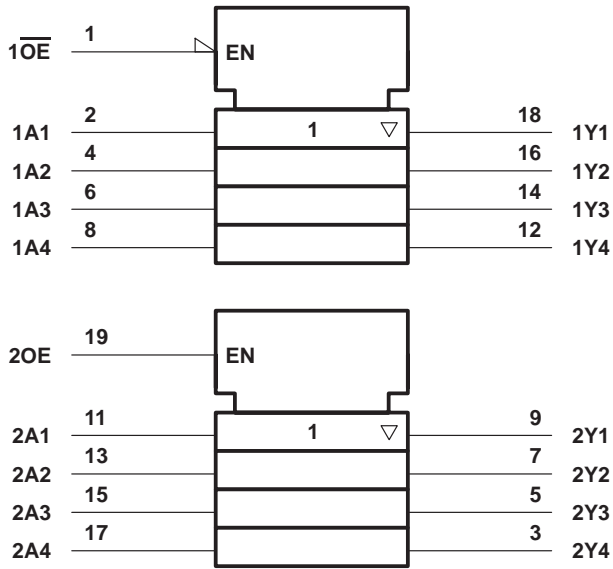 1
1O̅E̅ EN
2 1 ▽ 18
1A1 1Y1
4 16
1A2 1Y2
6 14
1A3 1Y3
8 12
1A4 1Y4
19
2OE EN
11 1 ▽ 9
2A1 2Y1
13 7
2A2 2Y2
15 5
2A3 2Y3
17 3
2A4 2Y4